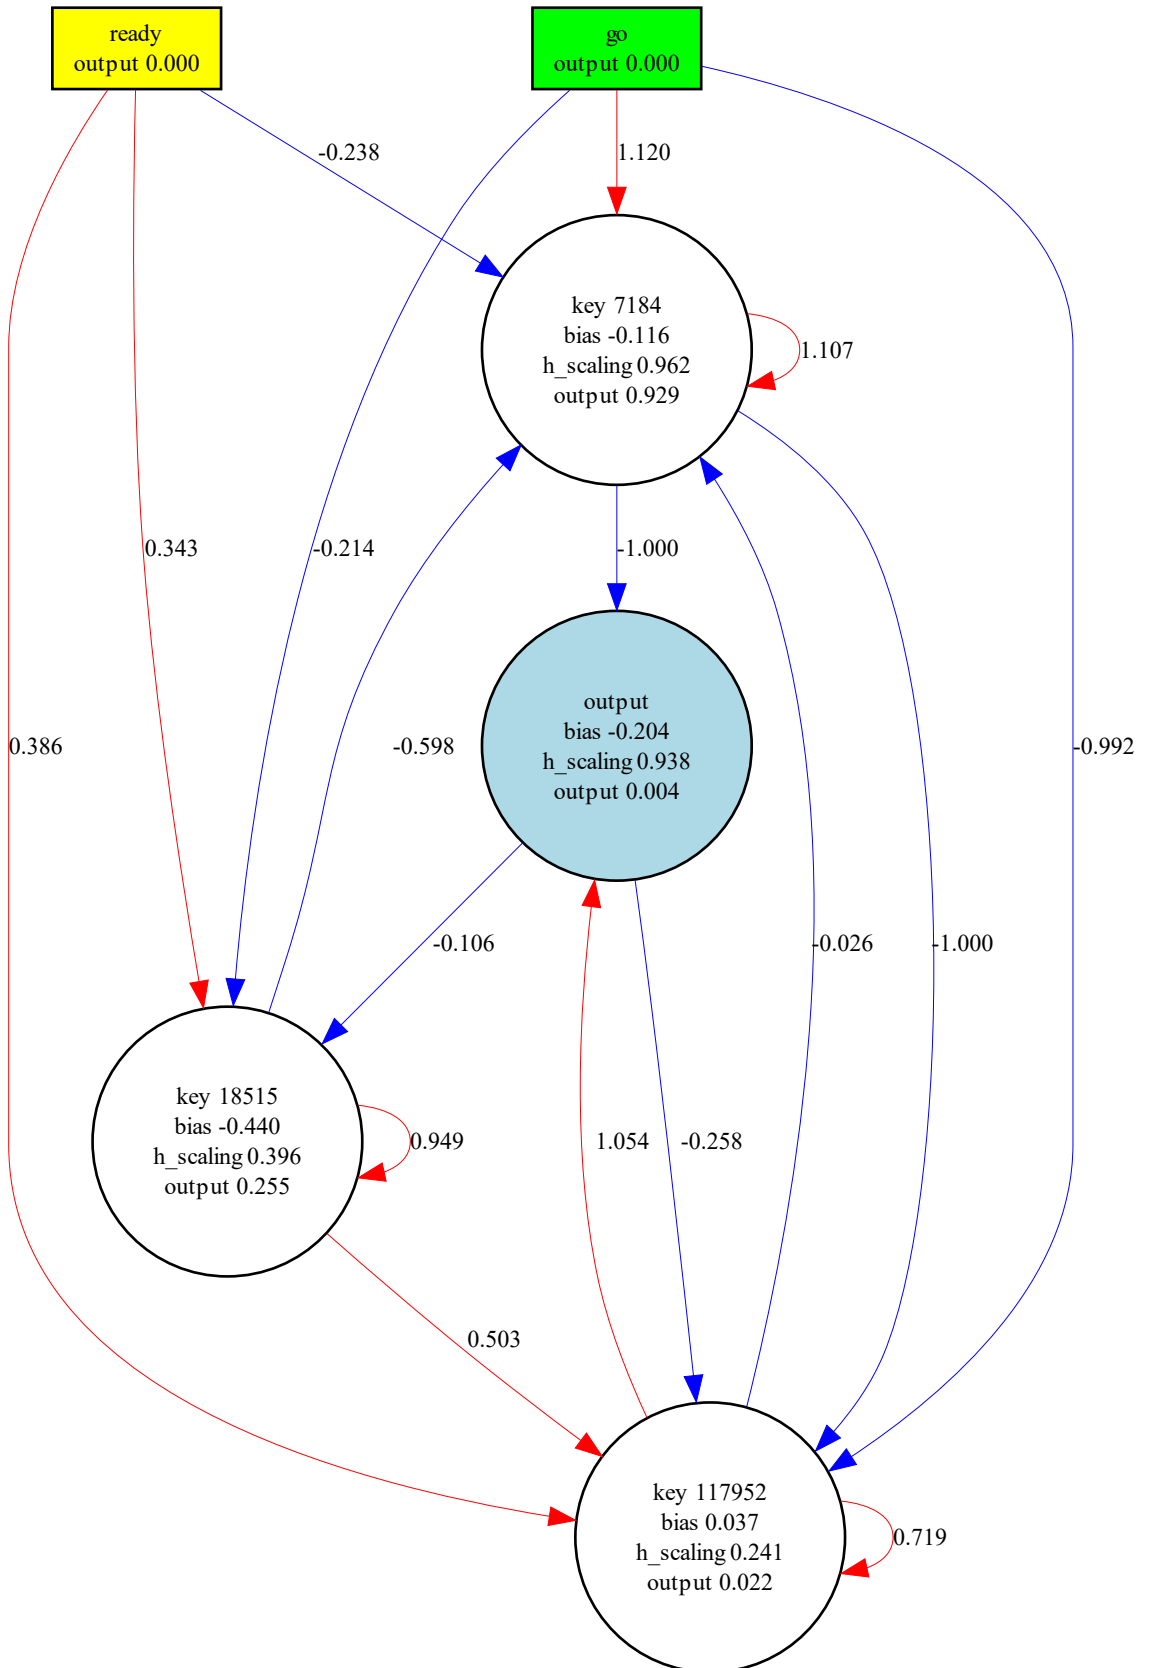 ready
output 0.000
go
output 0.000
-0.238
1.120
key 7184
bias -0.116
h_scaling 0.962
output 0.929
1.107
0.343
-0.214
-1.000
output
bias -0.204
h_scaling 0.938
output 0.004
0.386
-0.598
-0.992
-0.106
-0.026
-1.000
key 18515
bias -0.440
h_scaling 0.396
output 0.255
0.949
1.054
-0.258
0.503
key 117952
bias 0.037
h_scaling 0.241
output 0.022
0.719